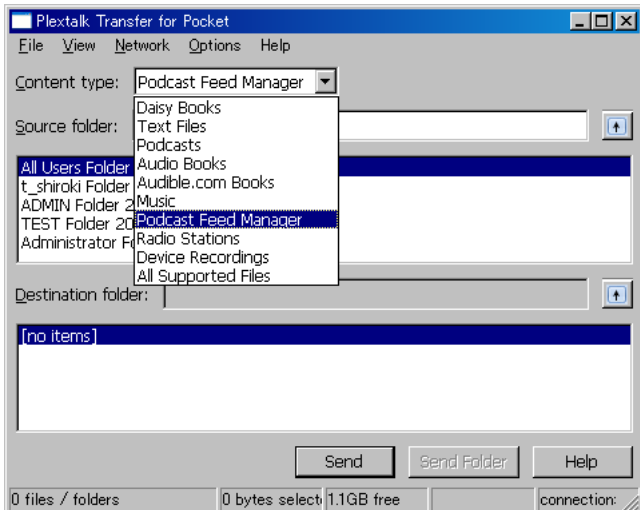 Plextalk Transfer for Pocket
File View Network Options Help
Content type: Podcast Feed Manager
Daisy Books
Source folder: Text Files
Podcasts
All Users Folder Audio Books
t_shiroki Folder Audible.com Books
ADMIN Folder 2 Music
TEST Folder 20 Podcast Feed Manager
Administrator Fo Radio Stations
Device Recordings
All Supported Files
Destination folder:
[no items]
Send Send Folder Help
0 files / folders 0 bytes select 1.1GB free connection: